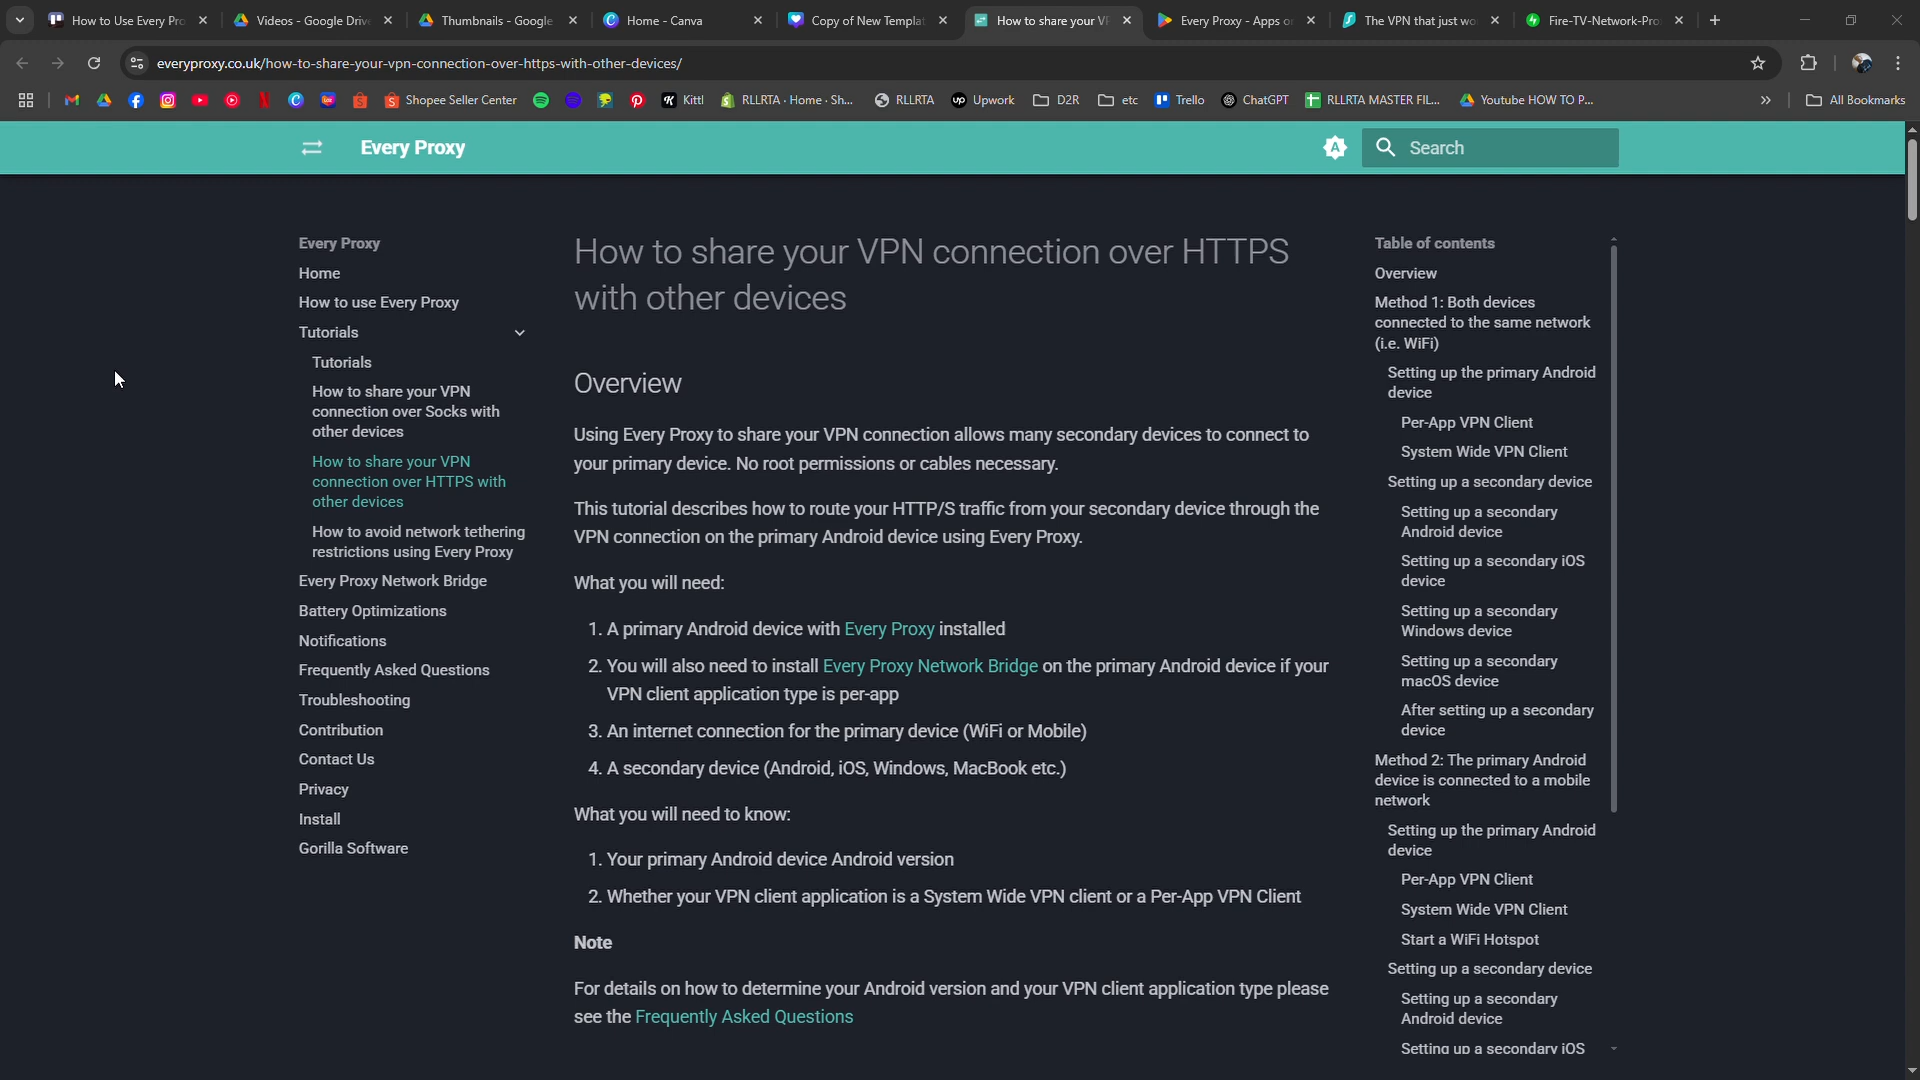 How to Use Every Pro
Videos - Google Drive
Thumbnails - Google
Home - Canva
Copy of New Templat
How to share your VP
Every Proxy - Apps on
The VPN that just wo
Fire-TV-Network-Pro
everyproxy.co.uk/how-to-share-your-vpn-connection-over-https-with-other-devices/
Shopee Seller Center
Kittl
RLLRTA · Home · Sh...
RLLRTA
Upwork
D2R
etc
Trello
ChatGPT
RLLRTA MASTER FIL...
Youtube HOW TO P...
All Bookmarks
Every Proxy
Search
Every Proxy
Home
How to use Every Proxy
Tutorials
Tutorials
How to share your VPN
connection over Socks with
other devices
How to share your VPN
connection over HTTPS with
other devices
How to avoid network tethering
restrictions using Every Proxy
Every Proxy Network Bridge
Battery Optimizations
Notifications
Frequently Asked Questions
Troubleshooting
Contribution
Contact Us
Privacy
Install
Gorilla Software
How to share your VPN connection over HTTPS
with other devices
Overview
Using Every Proxy to share your VPN connection allows many secondary devices to connect to
your primary device. No root permissions or cables necessary.
This tutorial describes how to route your HTTP/S traffic from your secondary device through the
VPN connection on the primary Android device using Every Proxy.
What you will need:
1. A primary Android device with Every Proxy installed
2. You will also need to install Every Proxy Network Bridge on the primary Android device if your
VPN client application type is per-app
3. An internet connection for the primary device (WiFi or Mobile)
4. A secondary device (Android, iOS, Windows, MacBook etc.)
What you will need to know:
1. Your primary Android device Android version
2. Whether your VPN client application is a System Wide VPN client or a Per-App VPN Client
Note
For details on how to determine your Android version and your VPN client application type please
see the Frequently Asked Questions
Table of contents
Overview
Method 1: Both devices
connected to the same network
(i.e. WiFi)
Setting up the primary Android
device
Per-App VPN Client
System Wide VPN Client
Setting up a secondary device
Setting up a secondary
Android device
Setting up a secondary iOS
device
Setting up a secondary
Windows device
Setting up a secondary
macOS device
After setting up a secondary
device
Method 2: The primary Android
device is connected to a mobile
network
Setting up the primary Android
device
Per-App VPN Client
System Wide VPN Client
Start a WiFi Hotspot
Setting up a secondary device
Setting up a secondary
Android device
Setting up a secondary iOS